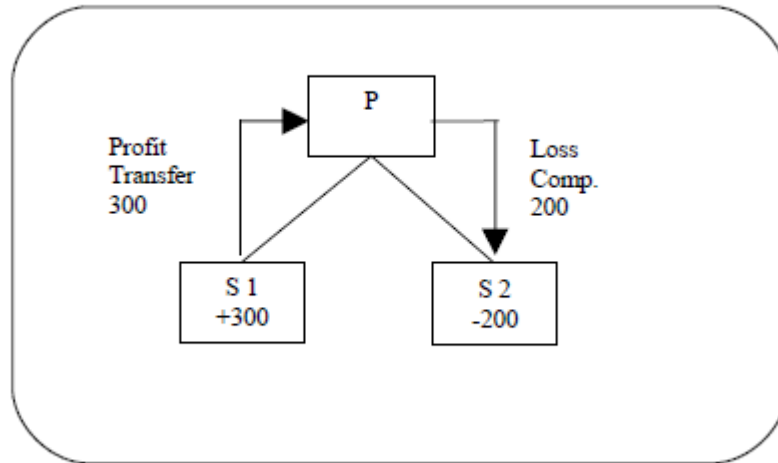 P
Profit
Transfer
300
Loss
Comp.
200
S 1
+300
S 2
-200